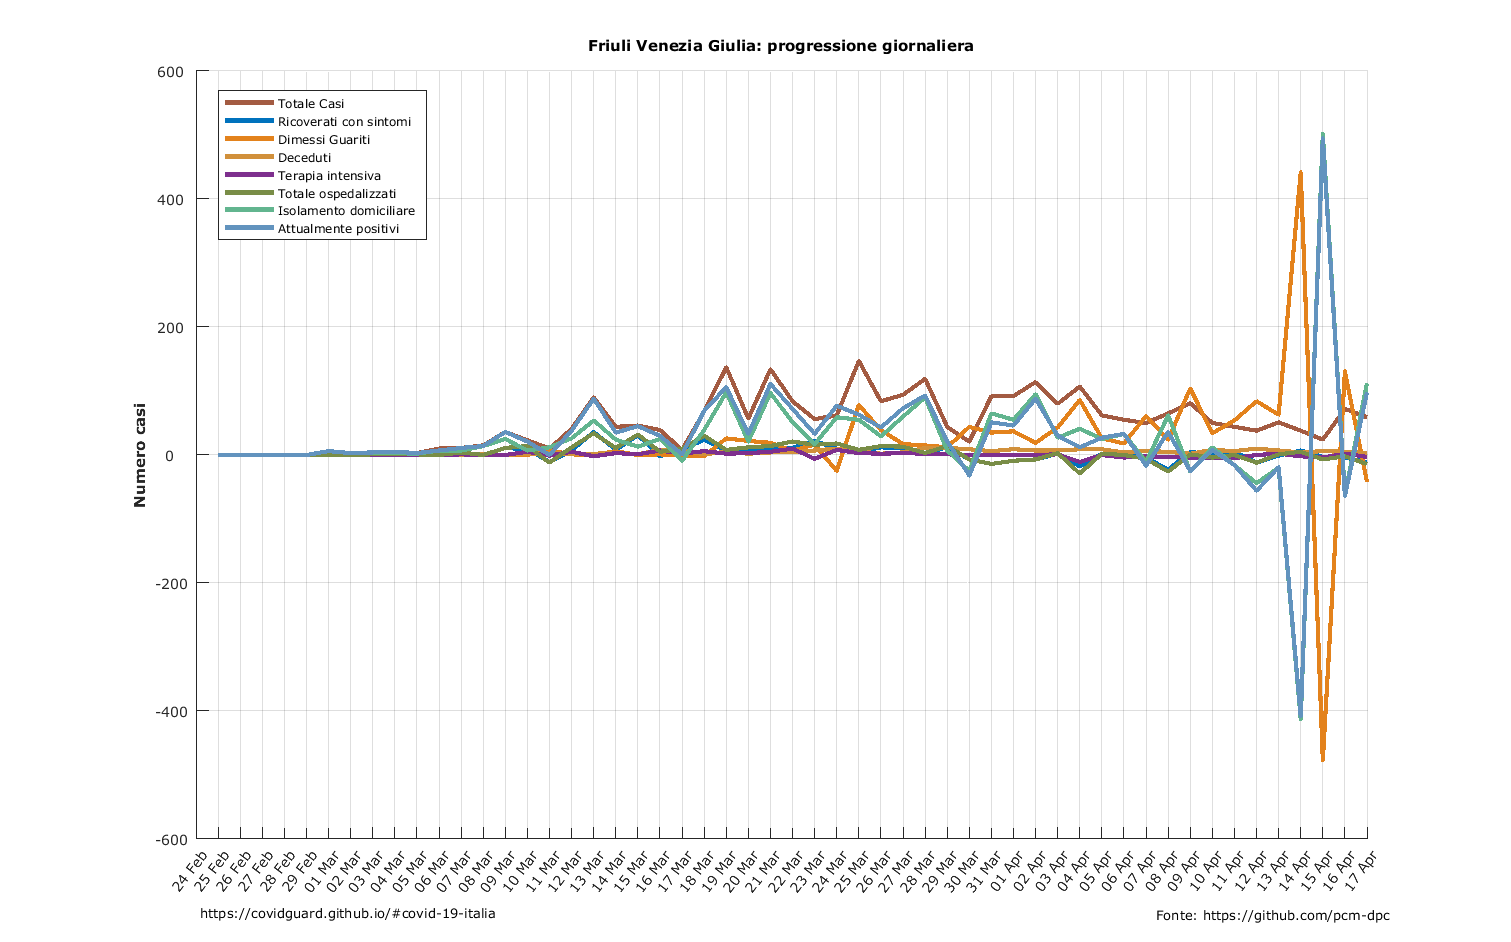 Friuli Venezia Giulia: progressione giornaliera
600
400
200
0
-200
-400
-600
Numero casi
Totale Casi
Ricoverati con sintomi
Dimessi Guariti
Deceduti
Terapia intensiva
Totale ospedalizzati
Isolamento domiciliare
Attualmente positivi
24 Feb
25 Feb
26 Feb
27 Feb
28 Feb
29 Feb
01 Mar
02 Mar
03 Mar
04 Mar
05 Mar
06 Mar
07 Mar
08 Mar
09 Mar
10 Mar
11 Mar
12 Mar
13 Mar
14 Mar
15 Mar
16 Mar
17 Mar
18 Mar
19 Mar
20 Mar
21 Mar
22 Mar
23 Mar
24 Mar
25 Mar
26 Mar
27 Mar
28 Mar
29 Mar
30 Mar
31 Mar
01 Apr
02 Apr
03 Apr
04 Apr
05 Apr
06 Apr
07 Apr
08 Apr
09 Apr
10 Apr
11 Apr
12 Apr
13 Apr
14 Apr
15 Apr
16 Apr
17 Apr
https://covidguard.github.io/#covid-19-italia
Fonte: https://github.com/pcm-dpc